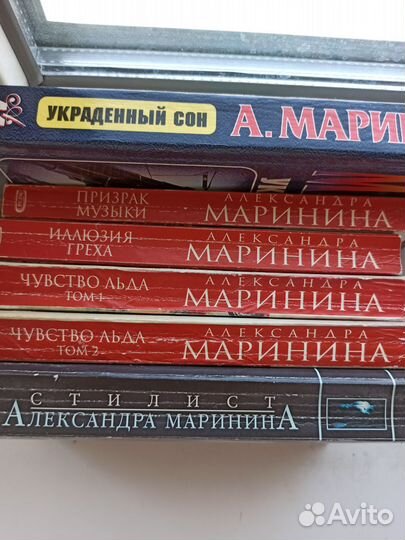 УКРАДЕННЫЙ СОН
А. МАРИ
ПРИЗРАК
МУЗЫКИ
АЛЕКСАНДРА
МАРИНИНА
ИЛЛЮЗИЯ
ГРЕХА
АЛЕКСАНДРА
МАРИНИНА
ЧУВСТВО ЛЬДА
ТОМ 1
АЛЕКСАНДРА
МАРИНИНА
ЧУВСТВО ЛЬДА
ТОМ 2
АЛЕКСАНДРА
МАРИНИНА
СТИЛИСТ
АЛЕКСАНДРА МАРИНИНА
Avito